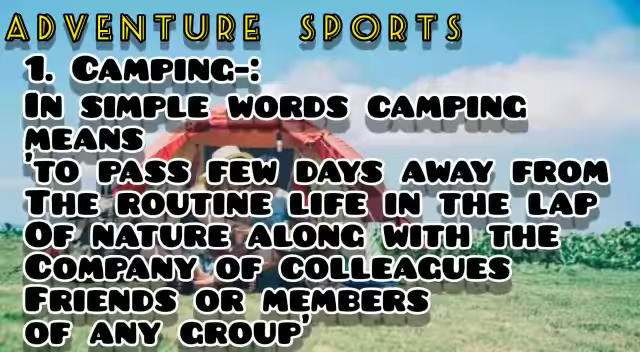 ADVENTURE SPORTS
1. Camping-:
In simple words camping
means
'to pass few days away from
The routine life in the lap
Of nature along with the
Company of colleagues
Friends or members
of any group'